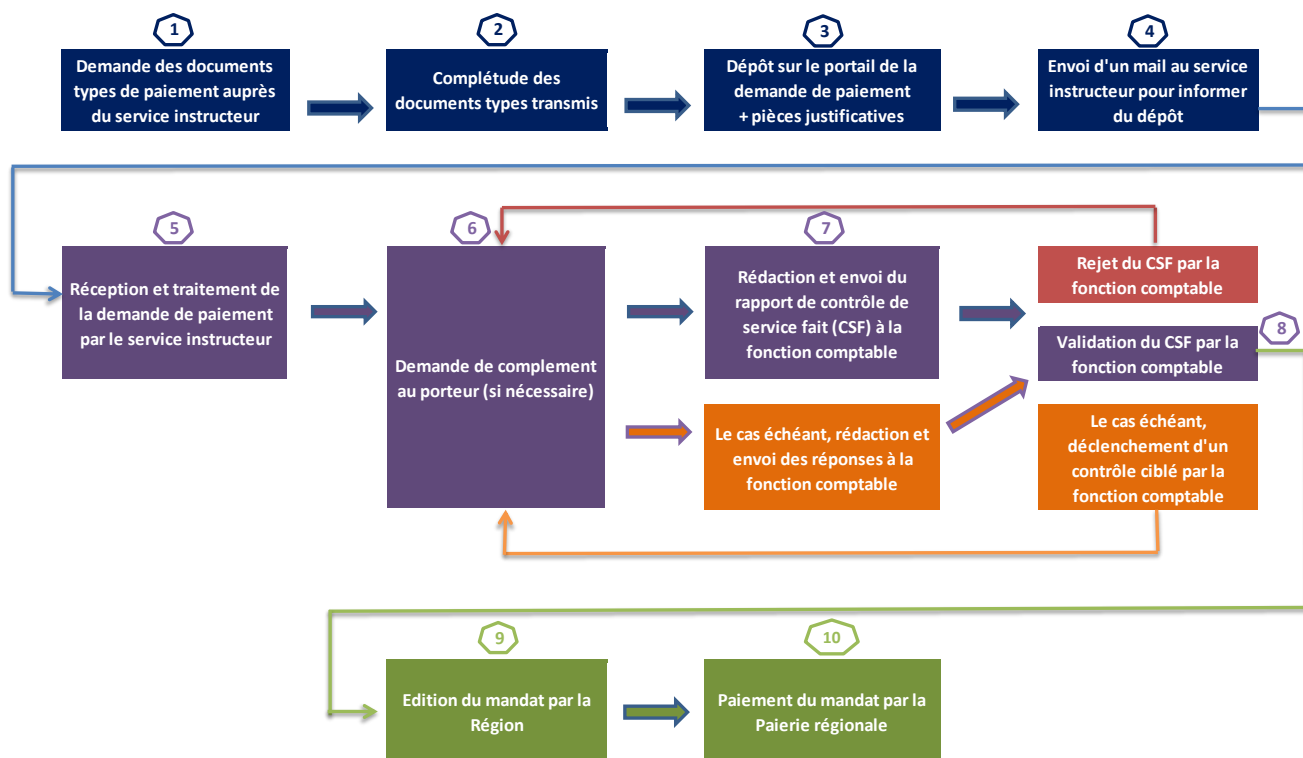 1
Demande des documents
types de paiement auprès
du service instructeur
2
Complétude des
documents types transmis
3
Dépôt sur le portail de la
demande de paiement
+ pièces justificatives
4
Envoi d'un mail au service
instructeur pour informer
du dépôt
5
Réception et traitement de
la demande de paiement
par le service instructeur
6
Demande de complement
au porteur (si nécessaire)
7
Rédaction et envoi du
rapport de contrôle de
service fait (CSF) à la
fonction comptable
Le cas échéant, rédaction et
envoi des réponses à la
fonction comptable
Rejet du CSF par la
fonction comptable
8
Validation du CSF par la
fonction comptable
Le cas échéant,
déclenchement d'un
contrôle ciblé par la
fonction comptable
9
Edition du mandat par la
Région
10
Paiement du mandat par la
Paierie régionale